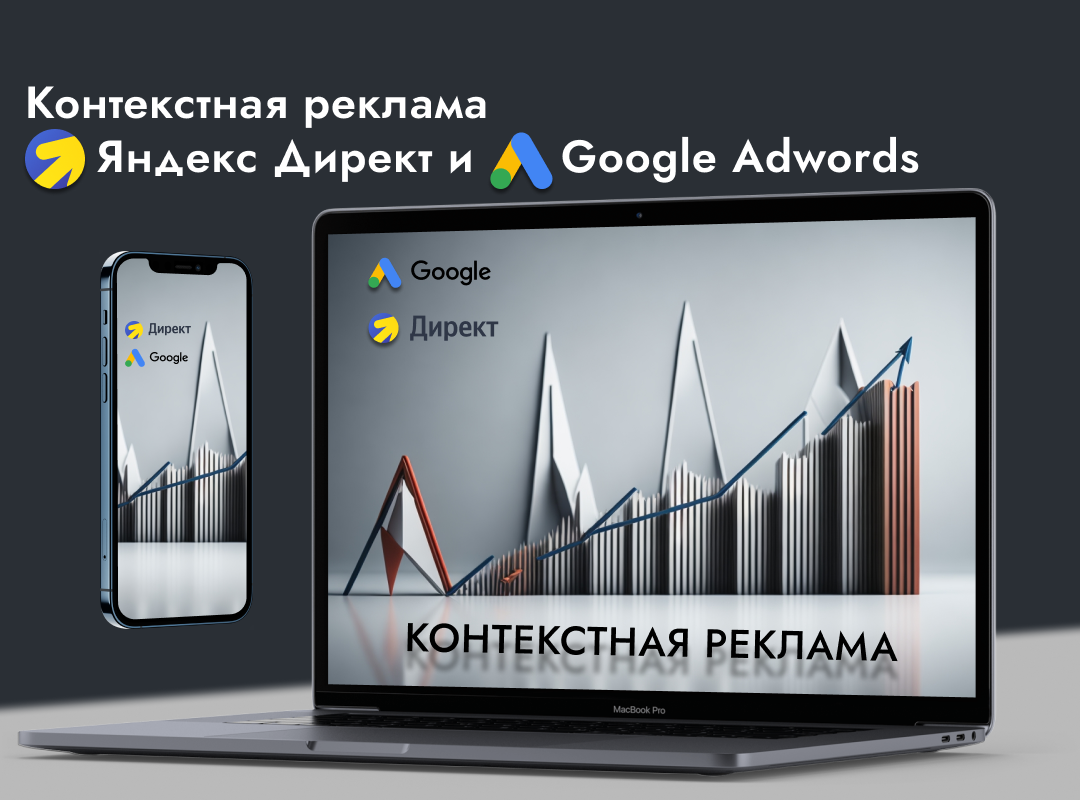 Контекстная реклама
Яндекс Директ и Google Adwords
Директ
Google
Google
Директ
КОНТЕКСТНАЯ РЕКЛАМА
MacBook Pro